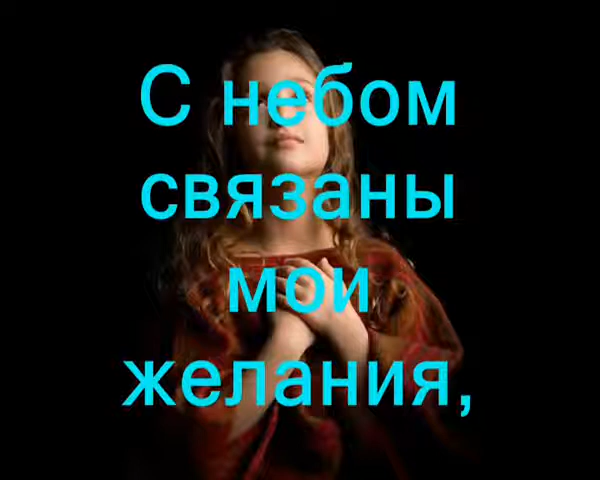 С небом
связаны
мои
желания,